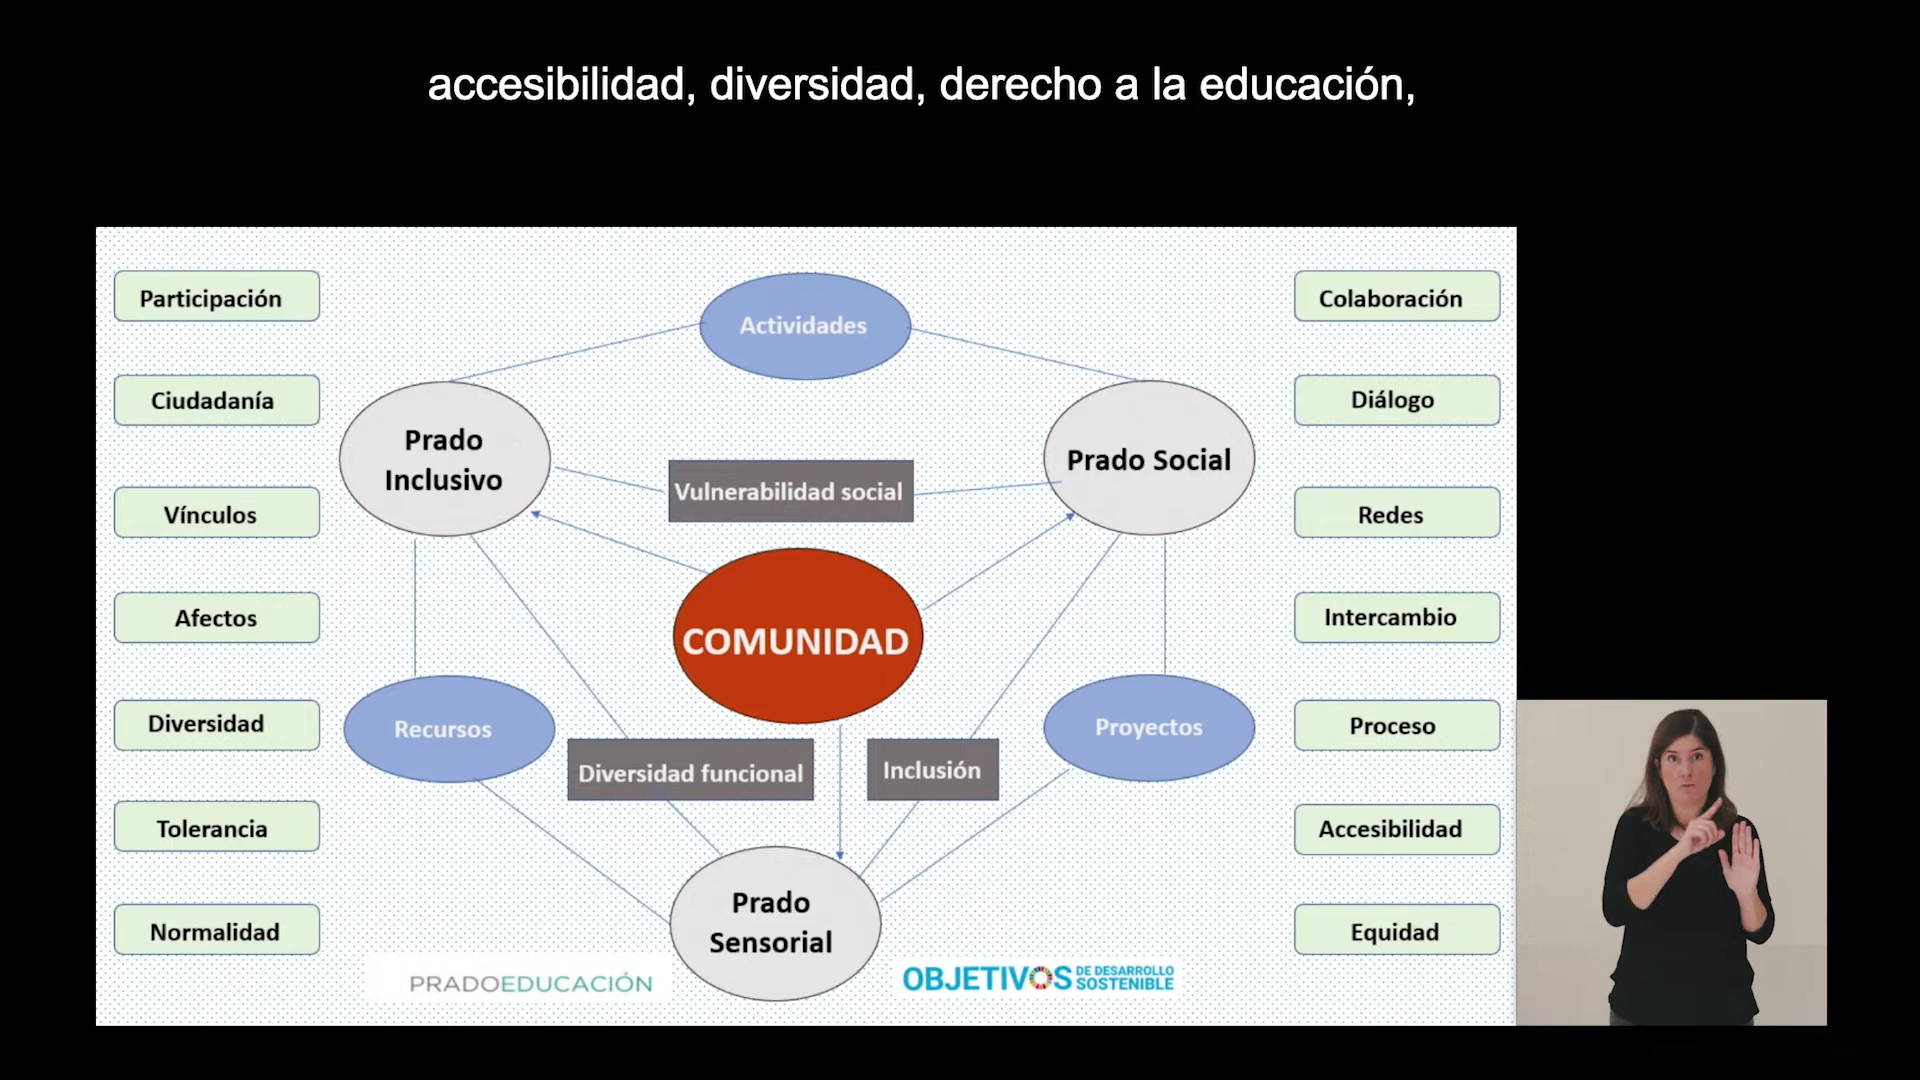 accesibilidad, diversidad, derecho a la educación,
Participación
Ciudadanía
Vínculos
Afectos
Diversidad
Tolerancia
Normalidad
Actividades
Prado
Inclusivo
Prado Social
Vulnerabilidad social
COMUNIDAD
Recursos
Proyectos
Diversidad funcional
Inclusión
Prado
Sensorial
PRADOEDUCACIÓN
OBJETIVOS DE DESARROLLO
SOSTENIBLE
Colaboración
Diálogo
Redes
Intercambio
Proceso
Accesibilidad
Equidad